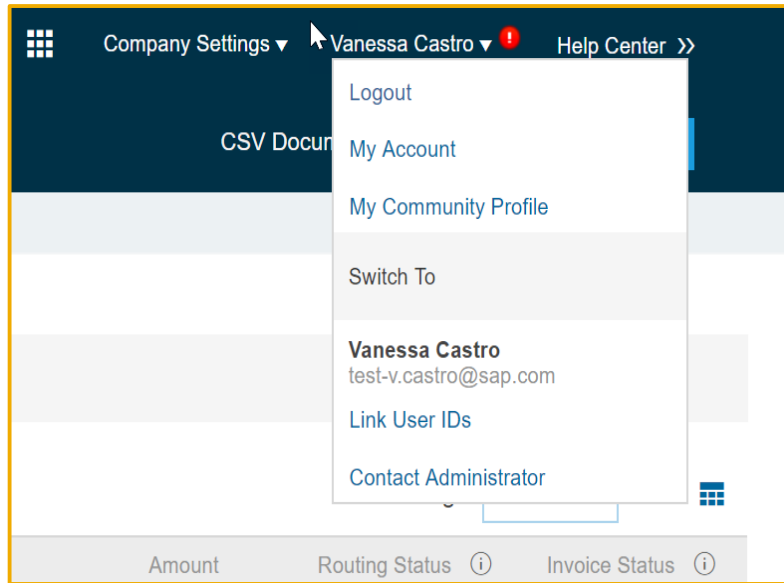 Company Settings ▾ Vanessa Castro ▾ ! Help Center »
Logout
CSV Docum
My Account
My Community Profile
Switch To
Vanessa Castro
test-v.castro@sap.com
Link User IDs
Contact Administrator
Amount Routing Status ⓘ Invoice Status ⓘ